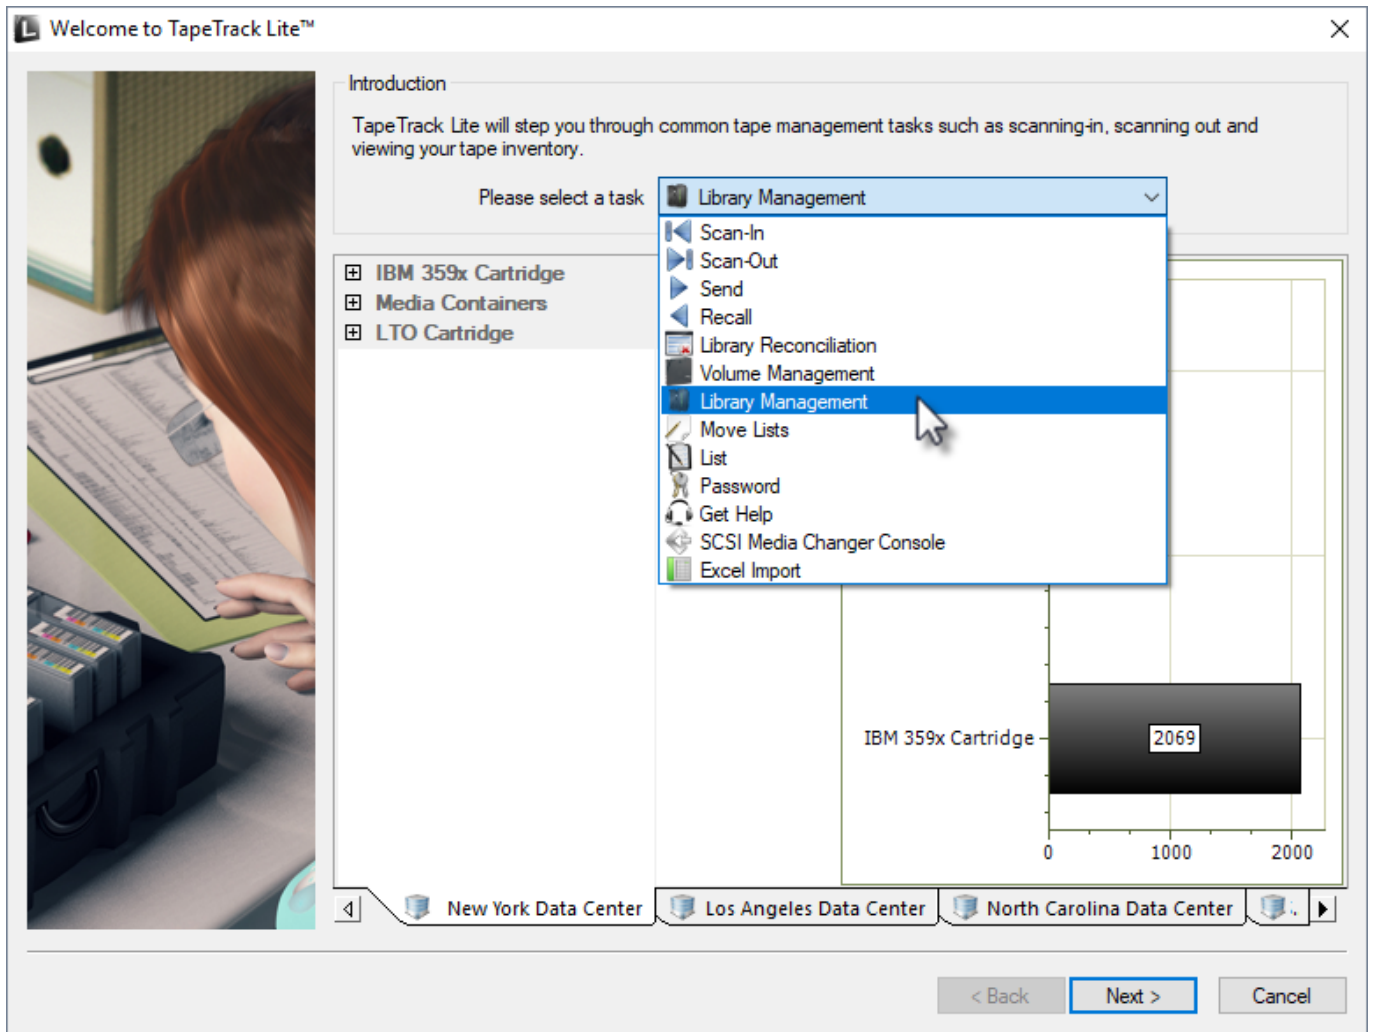 Welcome to TapeTrack Lite™
Introduction
TapeTrack Lite will step you through common tape management tasks such as scanning-in, scanning out and
viewing your tape inventory.
Please select a task
Library Management
Scan-In
Scan-Out
Send
Recall
Library Reconciliation
Volume Management
Library Management
Move Lists
List
Password
Get Help
SCSI Media Changer Console
Excel Import
IBM 359x Cartridge
Media Containers
LTO Cartridge
IBM 359x Cartridge
2069
0 1000 2000
New York Data Center Los Angeles Data Center North Carolina Data Center
< Back Next > Cancel